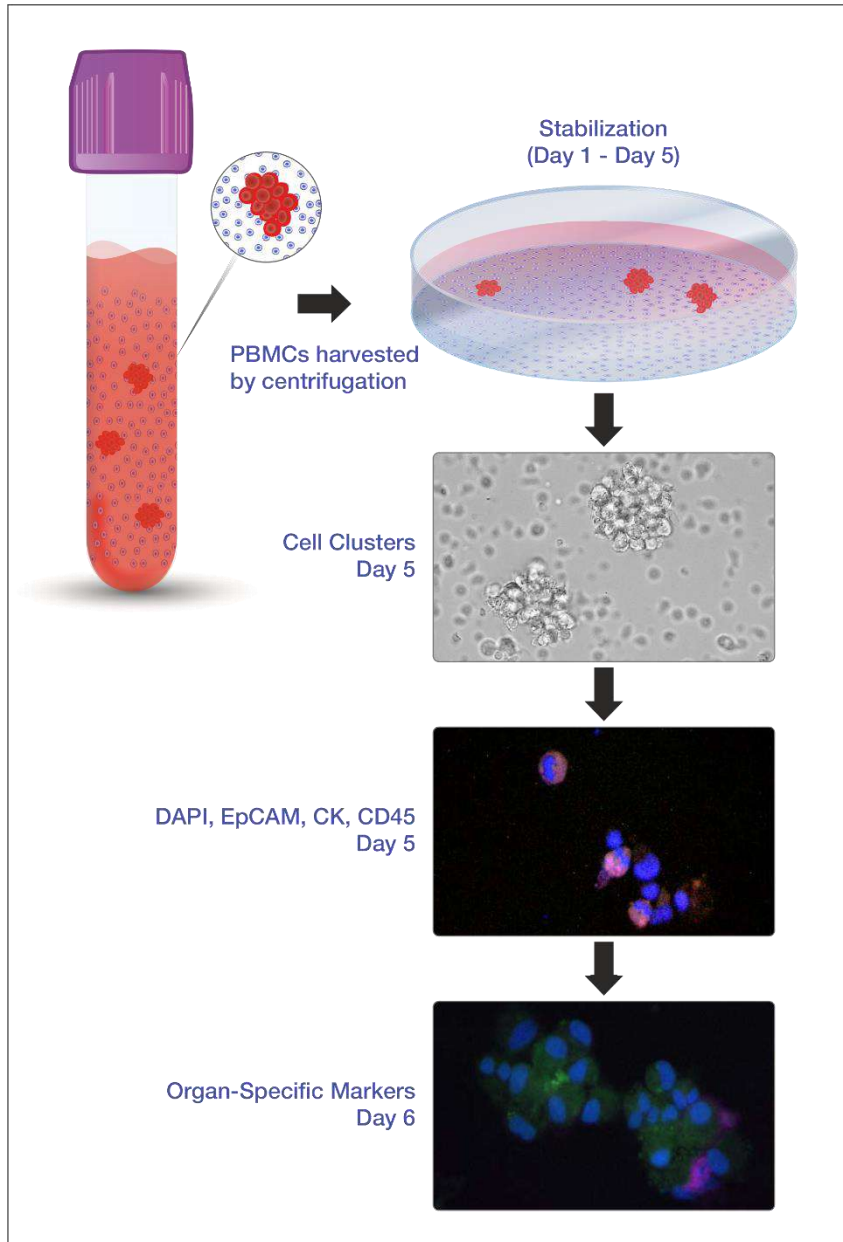 Stabilization
(Day 1 - Day 5)
PBMCs harvested
by centrifugation
Cell Clusters
Day 5
DAPI, EpCAM, CK, CD45
Day 5
Organ-Specific Markers
Day 6